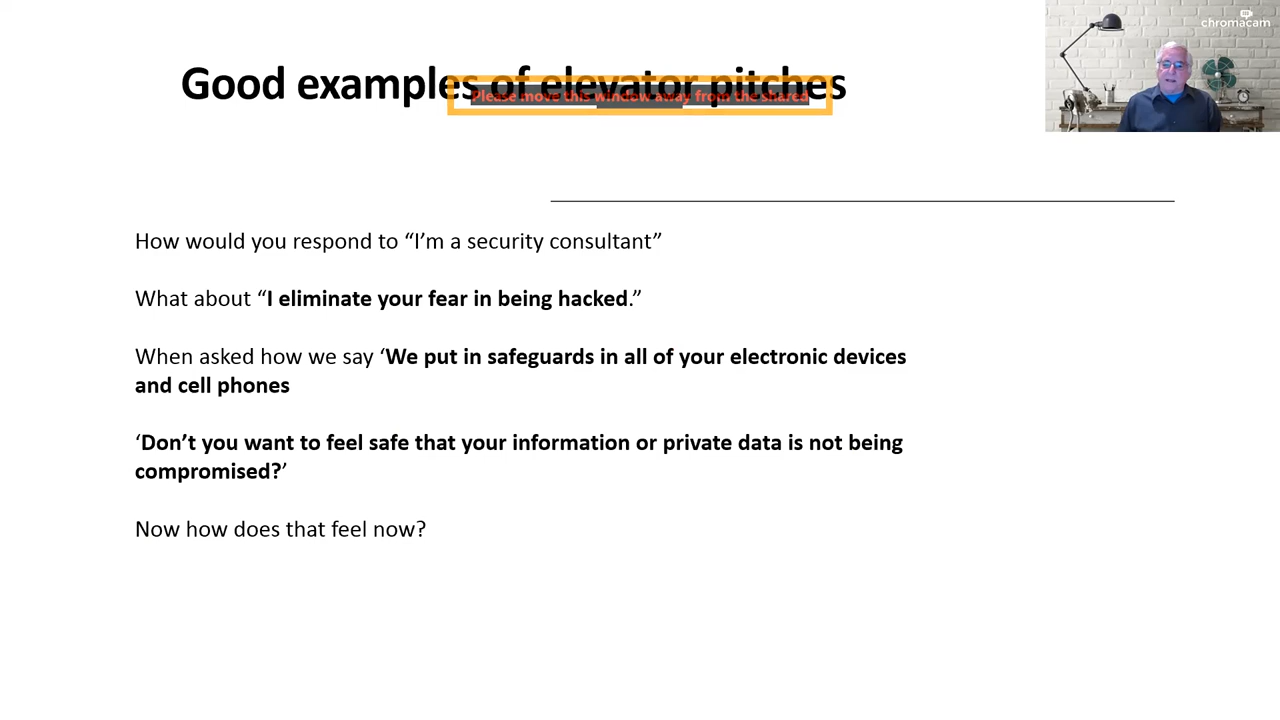 chromacam
Good examples of elevator pitches
Please move this window away from the shared
How would you respond to “I’m a security consultant”
What about “I eliminate your fear in being hacked.”
When asked how we say ‘We put in safeguards in all of your electronic devices
and cell phones
‘Don’t you want to feel safe that your information or private data is not being
compromised?’
Now how does that feel now?